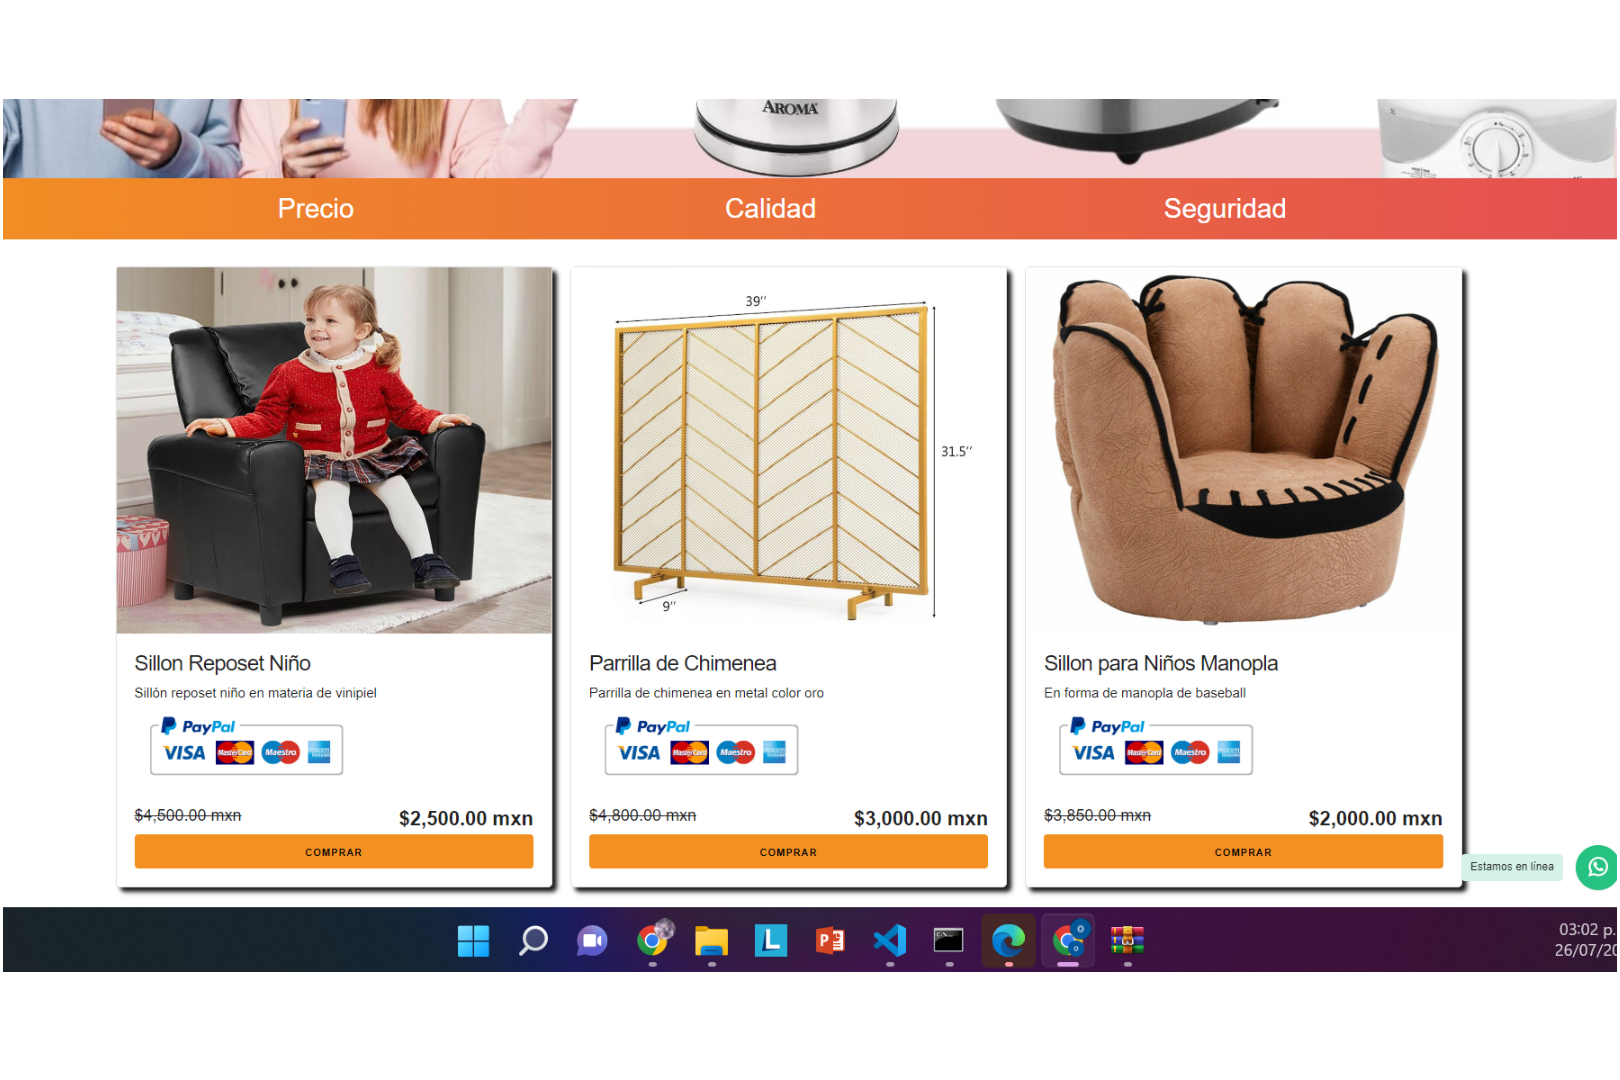 AROMA
Precio Calidad Seguridad
39’’
31.5’’
9’’
Sillon Reposet Niño
Sillón reposet niño en materia de vinipiel
PayPal
VISA MasterCard Maestro
$4,500.00 mxn $2,500.00 mxn
COMPRAR
Parrilla de Chimenea
Parrilla de chimenea en metal color oro
PayPal
VISA MasterCard Maestro
$4,800.00 mxn $3,000.00 mxn
COMPRAR
Sillon para Niños Manopla
En forma de manopla de baseball
PayPal
VISA MasterCard Maestro
$3,850.00 mxn $2,000.00 mxn
COMPRAR
Estamos en línea
L
P
03:02 p.
26/07/20